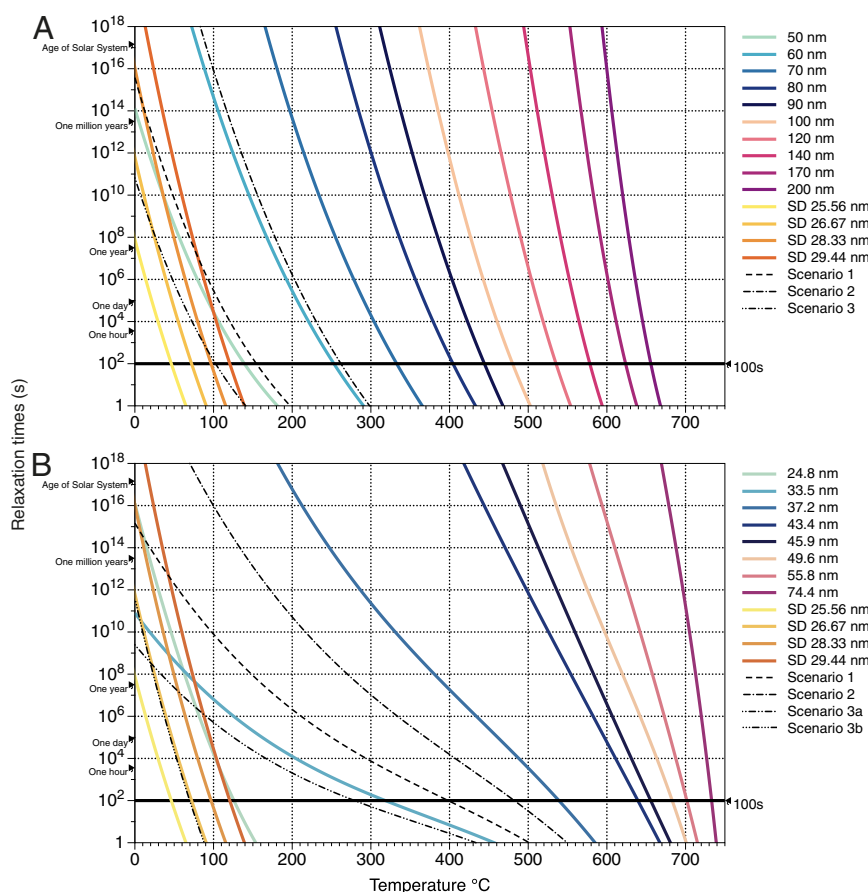 A
10^18
10^16
10^14
10^12
10^10
10^8
10^6
10^4
10^2
1
Age of Solar System
One million years
One year
One day
One hour
100s
0 100 200 300 400 500 600 700
50 nm
60 nm
70 nm
80 nm
90 nm
100 nm
120 nm
140 nm
170 nm
200 nm
SD 25.56 nm
SD 26.67 nm
SD 28.33 nm
SD 29.44 nm
Scenario 1
Scenario 2
Scenario 3
Relaxation times (s)
B
10^18
10^16
10^14
10^12
10^10
10^8
10^6
10^4
10^2
1
Age of Solar System
One million years
One year
One day
One hour
100s
0 100 200 300 400 500 600 700
Temperature °C
24.8 nm
33.5 nm
37.2 nm
43.4 nm
45.9 nm
49.6 nm
55.8 nm
74.4 nm
SD 25.56 nm
SD 26.67 nm
SD 28.33 nm
SD 29.44 nm
Scenario 1
Scenario 2
Scenario 3a
Scenario 3b